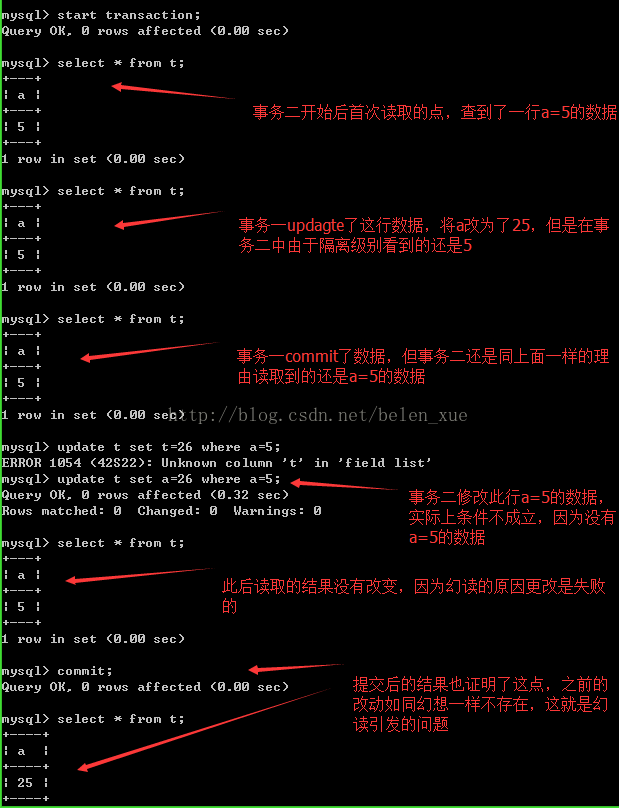 mysql> start transaction;
Query OK, 0 rows affected (0.00 sec)
mysql> select * from t;
+---+
| a |
+---+
| 5 |
+---+
1 row in set (0.00 sec)
事务二开始后首次读取的点，查到了一行a=5的数据
mysql> select * from t;
+---+
| a |
+---+
| 5 |
+---+
1 row in set (0.00 sec)
事务一updagte了这行数据，将a改为了25，但是在事
务二中由于隔离级别看到的还是5
mysql> select * from t;
+---+
| a |
+---+
| 5 |
+---+
1 row in set (0.00 sec)
事务一commit了数据，但事务二还是同上面一样的理
由读取到的还是a=5的数据
http://blog.csdn.net/belen_xue
mysql> update t set t=26 where a=5;
ERROR 1054 (42S22): Unknown column 't' in 'field list'
mysql> update t set a=26 where a=5;
Query OK, 0 rows affected (0.32 sec)
Rows matched: 0  Changed: 0  Warnings: 0
事务二修改此行a=5的数据，
实际上条件不成立，因为没有
a=5的数据
mysql> select * from t;
+---+
| a |
+---+
| 5 |
+---+
1 row in set (0.00 sec)
此后读取的结果没有改变，因为幻读的原因更改是失败
的
mysql> commit;
Query OK, 0 rows affected (0.00 sec)
提交后的结果也证明了这点，之前的
改动如同幻想一样不存在，这就是幻
读引发的问题
mysql> select * from t;
+----+
| a  |
+----+
| 25 |
+----+